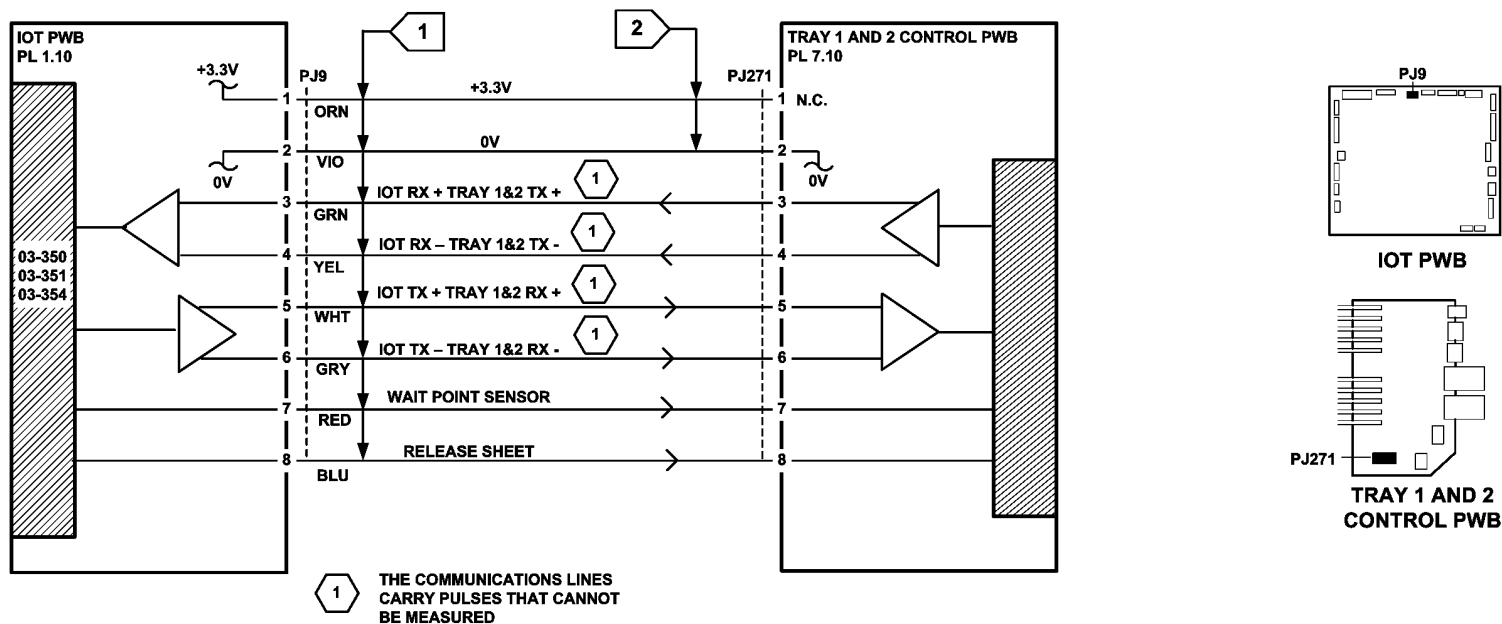 IOT PWB
PL 1.10
+3.3V
0V
03-350
03-351
03-354
PJ9
1
2
PJ271
TRAY 1 AND 2 CONTROL PWB
PL 7.10
1
+3.3V
1
N.C.
ORN
2
0V
2
VIO
0V
3
IOT RX + TRAY 1&2 TX +
1
3
GRN
4
IOT RX – TRAY 1&2 TX -
1
4
YEL
5
IOT TX + TRAY 1&2 RX +
1
5
WHT
6
IOT TX – TRAY 1&2 RX -
1
6
GRY
7
WAIT POINT SENSOR
7
RED
8
RELEASE SHEET
8
BLU
1
THE COMMUNICATIONS LINES
CARRY PULSES THAT CANNOT
BE MEASURED
PJ9
IOT PWB
PJ271
TRAY 1 AND 2
CONTROL PWB